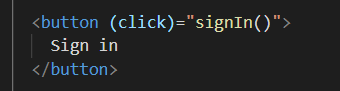 <button (click)="signIn()">
Sign in
</button>